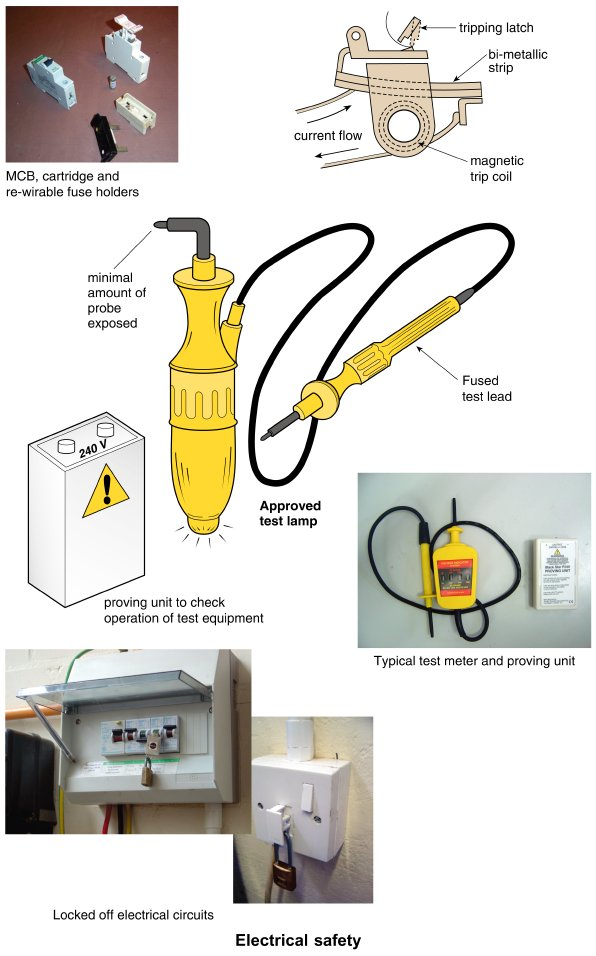 tripping latch
bi-metallic
strip
current flow
magnetic
trip coil
MCB, cartridge and
re-wirable fuse holders
minimal
amount of
probe
exposed
Fused
test lead
240 V
!
Approved
test lamp
proving unit to check
operation of test equipment
PROVING UNIT
Typical test meter and proving unit
Locked off electrical circuits
Electrical safety